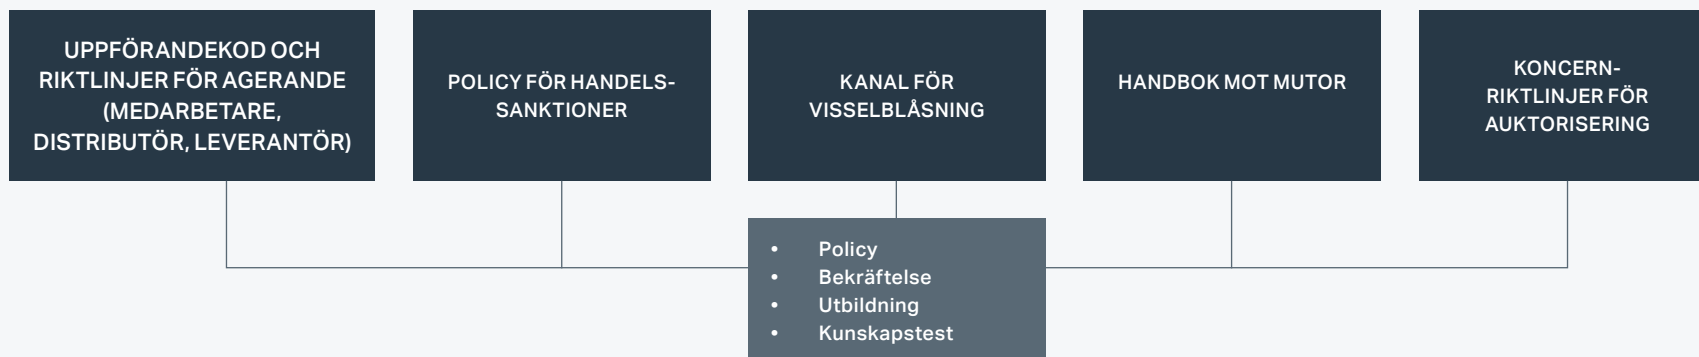 UPPFÖRANDEKOD OCH
RIKTLINJER FÖR AGERANDE
(MEDARBETARE,
DISTRIBUTÖR, LEVERANTÖR)
POLICY FÖR HANDELS-
SANKTIONER
KANAL FÖR
VISSELBLÅSNING
HANDBOK MOT MUTOR
KONCERN-
RIKTLINJER FÖR
AUKTORISERING
• Policy
• Bekräftelse
• Utbildning
• Kunskapstest